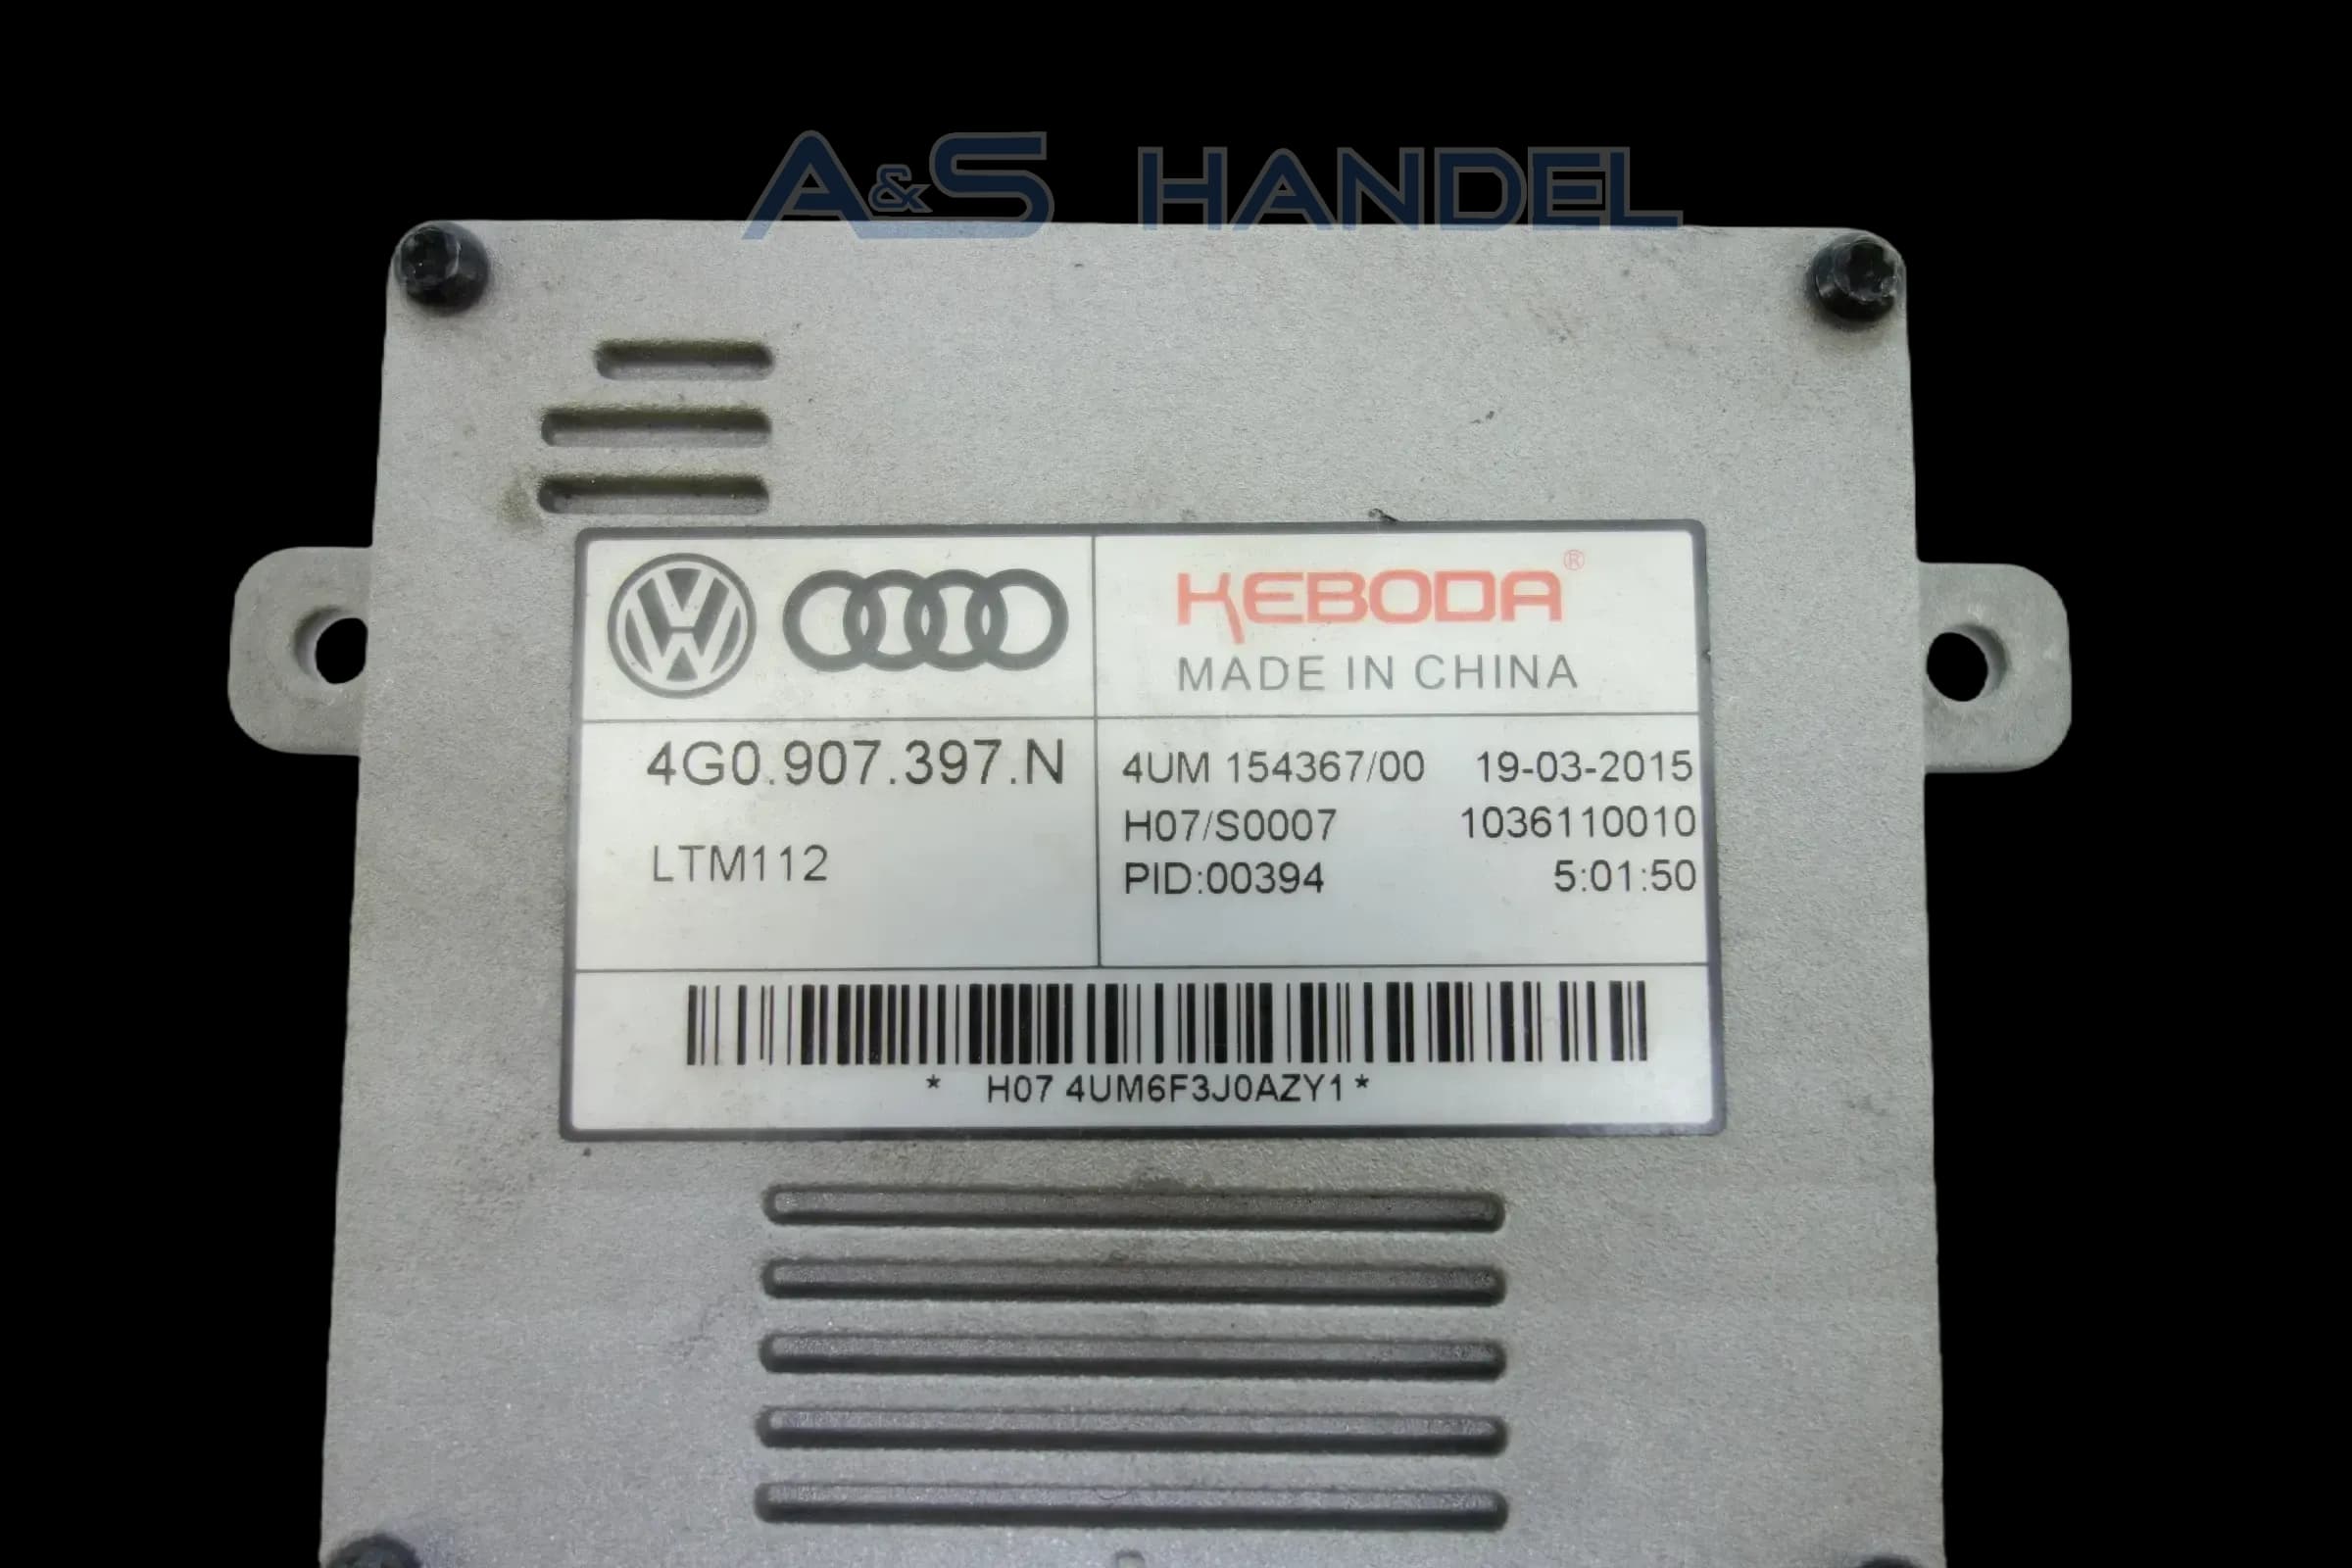 A&S HANDEL
KEBODA®
MADE IN CHINA
4G0.907.397.N
LTM112
4UM 154367/00 19-03-2015
H07/S0007 1036110010
PID:00394 5:01:50
* H07 4UM6F3J0AZY1 *